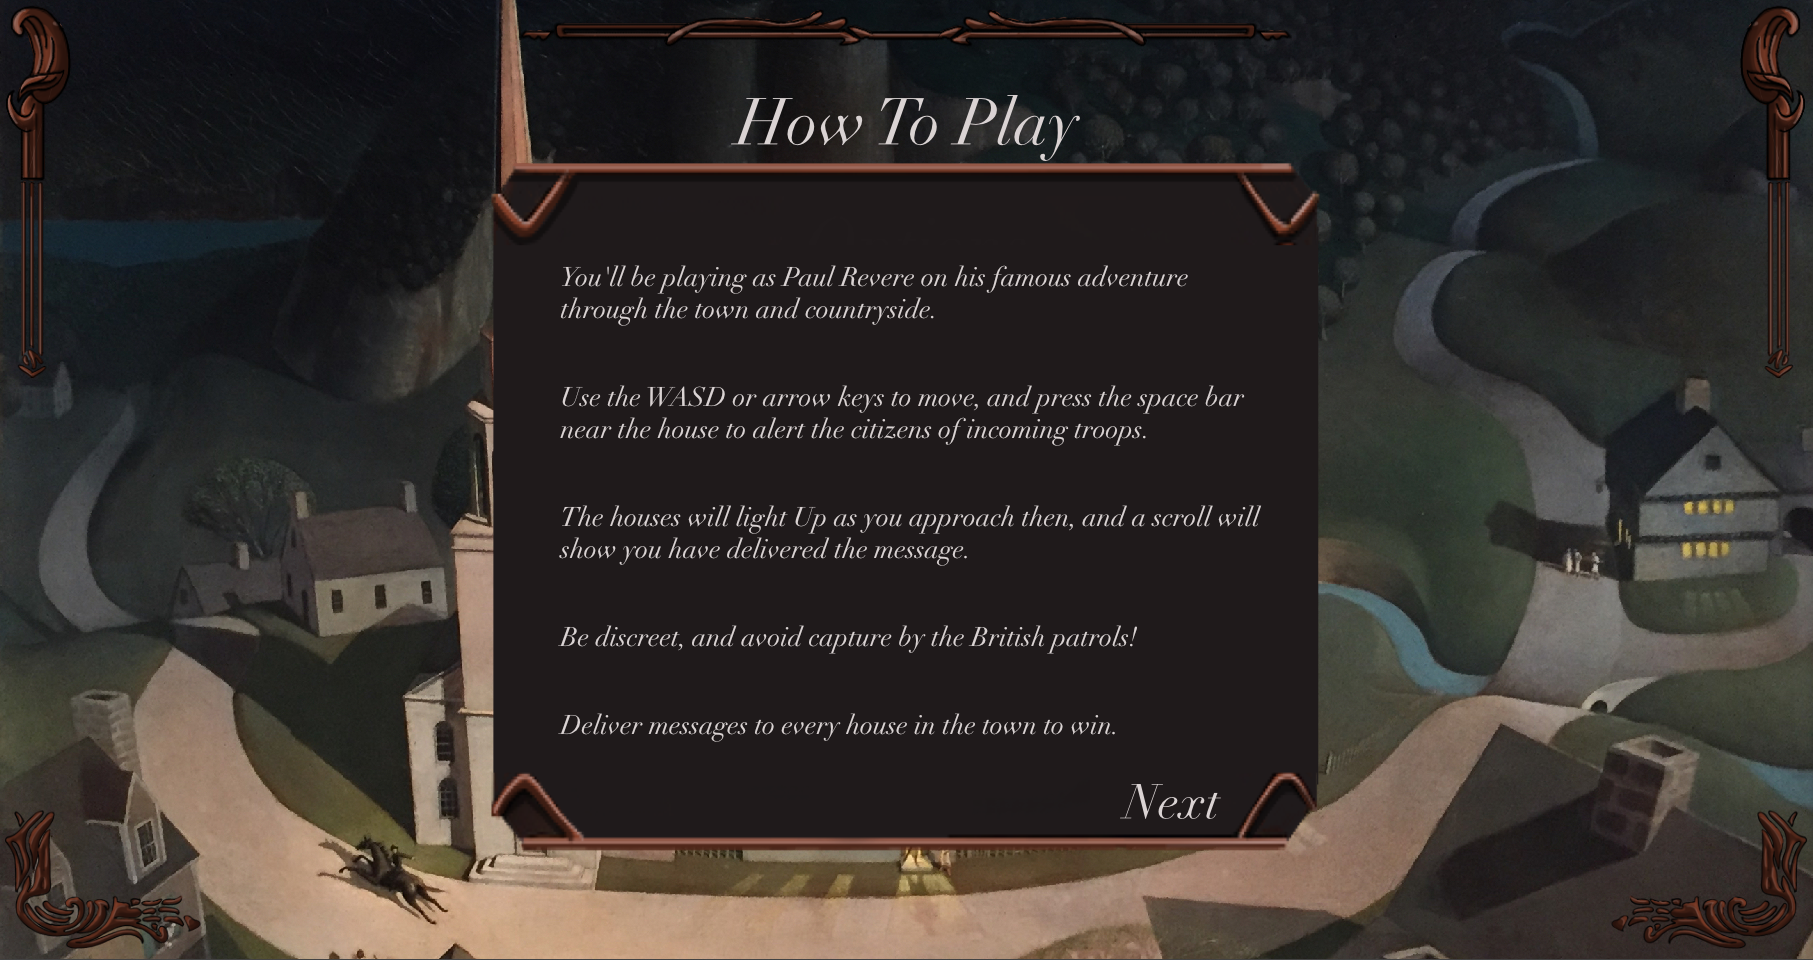 How To Play
You'll be playing as Paul Revere on his famous adventure
through the town and countryside.
Use the WASD or arrow keys to move, and press the space bar
near the house to alert the citizens of incoming troops.
The houses will light Up as you approach then, and a scroll will
show you have delivered the message.
Be discreet, and avoid capture by the British patrols!
Deliver messages to every house in the town to win.
Next